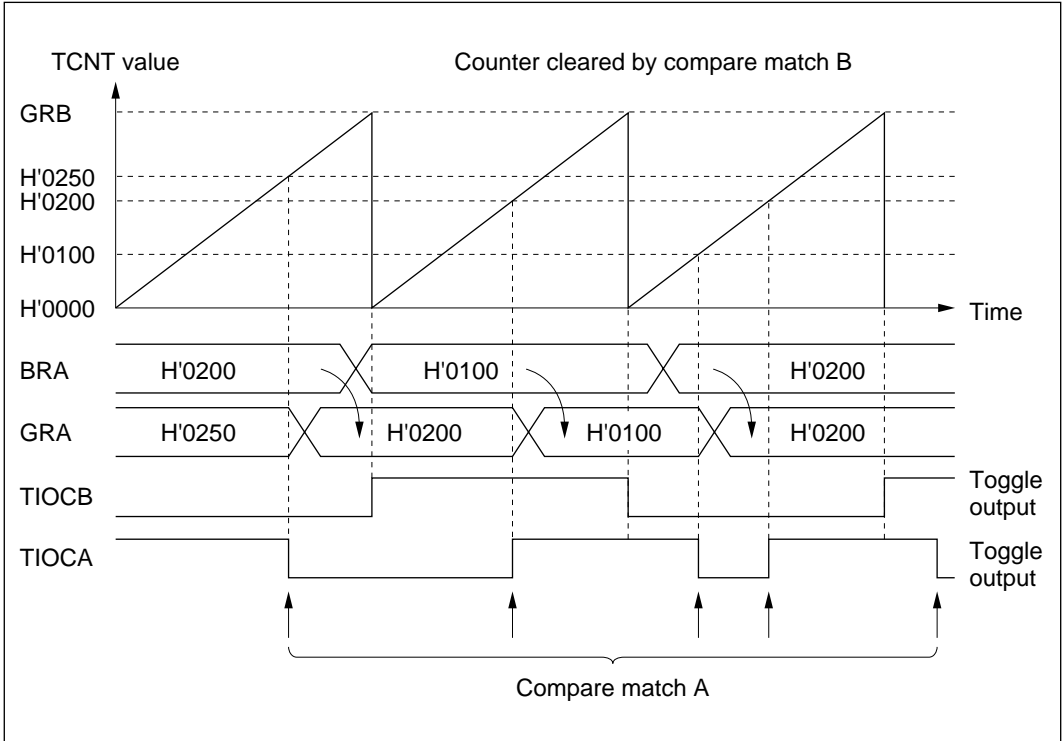 TCNT value
Counter cleared by compare match B
GRB
H'0250
H'0200
H'0100
H'0000
Time
BRA
H'0200
H'0100
H'0200
GRA
H'0250
H'0200
H'0100
H'0200
TIOCB
Toggle
output
TIOCA
Toggle
output
Compare match A